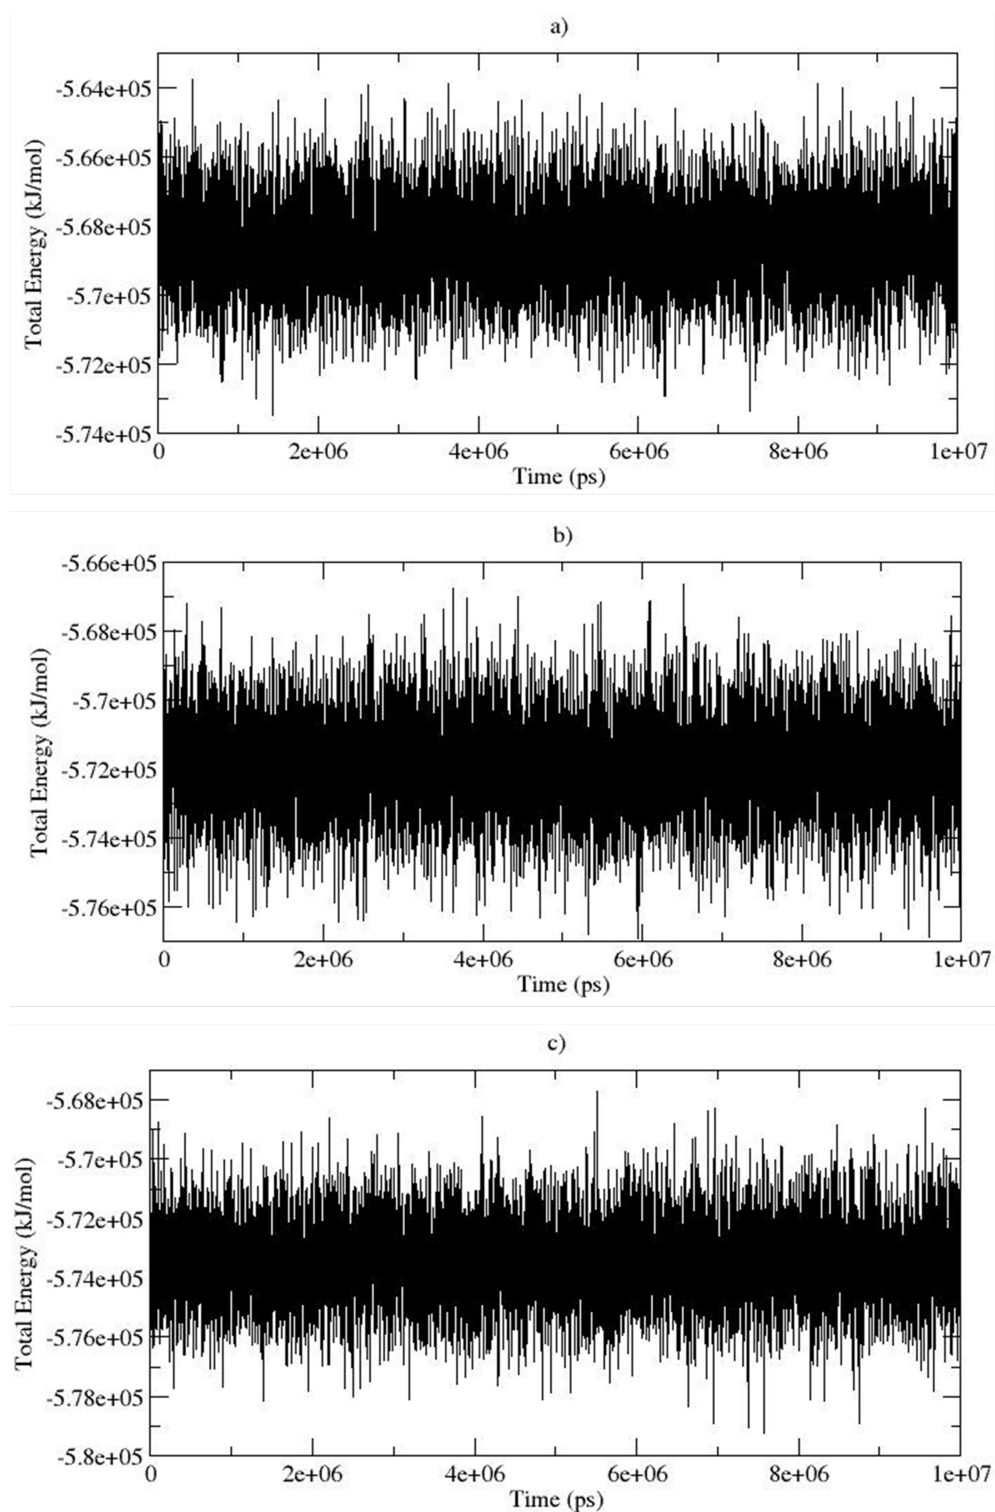 a)
-5.64e+05
-5.66e+05
-5.68e+05
-5.7e+05
-5.72e+05
-5.74e+05
Total Energy (kJ/mol)
0 2e+06 4e+06 6e+06 8e+06 1e+07
Time (ps)
b)
-5.66e+05
-5.68e+05
-5.7e+05
-5.72e+05
-5.74e+05
-5.76e+05
Total Energy (kJ/mol)
0 2e+06 4e+06 6e+06 8e+06 1e+07
Time (ps)
c)
-5.68e+05
-5.7e+05
-5.72e+05
-5.74e+05
-5.76e+05
-5.78e+05
-5.8e+05
Total Energy (kJ/mol)
0 2e+06 4e+06 6e+06 8e+06 1e+07
Time (ps)